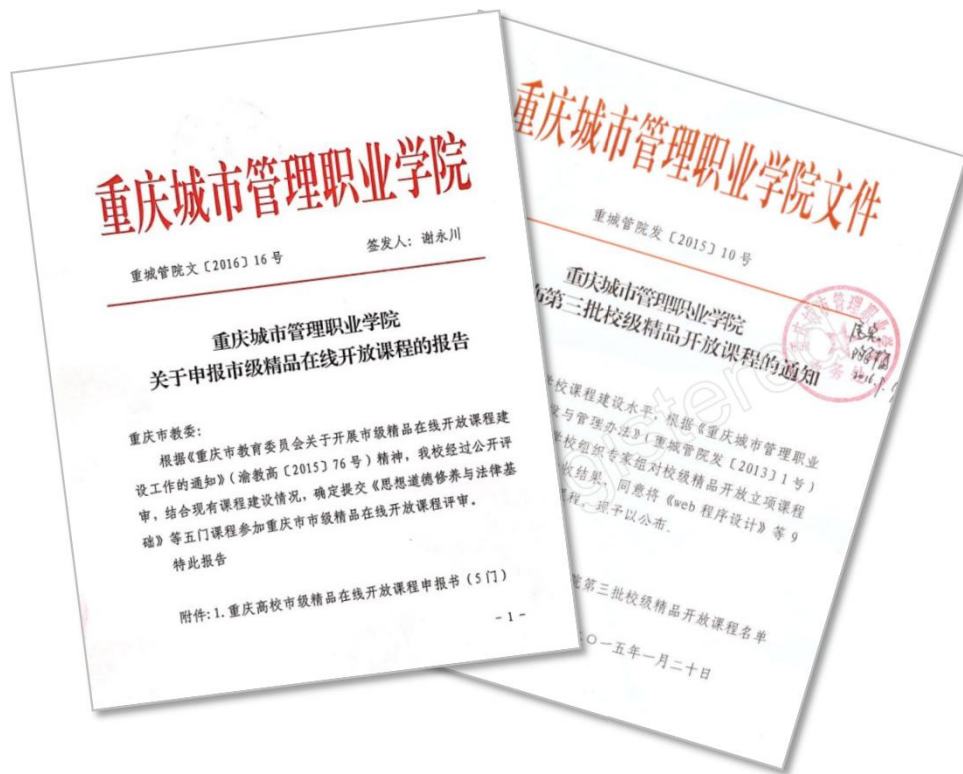 重庆城市管理职业学院
重城管院文〔2016〕16号 签发人：谢永川
重庆城市管理职业学院
关于申报市级精品在线开放课程的报告
重庆市教委：
根据《重庆市教育委员会关于开展市级精品在线开放课程建
设工作的通知》（渝教高〔2015〕76号）精神，我校经过公开评
审，结合现有课程建设情况，确定提交《思想道德修养与法律基
础》等五门课程参加重庆市市级精品在线开放课程评审。
特此报告
附件：1.重庆高校市级精品在线开放课程申报书（5门）
- 1 -
重庆城市管理职业学院文件
重城管院发〔2015〕10号
重庆城市管理职业学院
布第三批校级精品开放课程的通知
学校课程建设水平，根据《重庆城市管理职业
发与管理办法》（重城管院发〔2013〕1号）
学校组织专家组对校级精品开放立项课程
收结果，同意将《web程序设计》等9
课程，现予以公布.
院第三批校级精品开放课程名单
〇一五年一月二十日
gistered